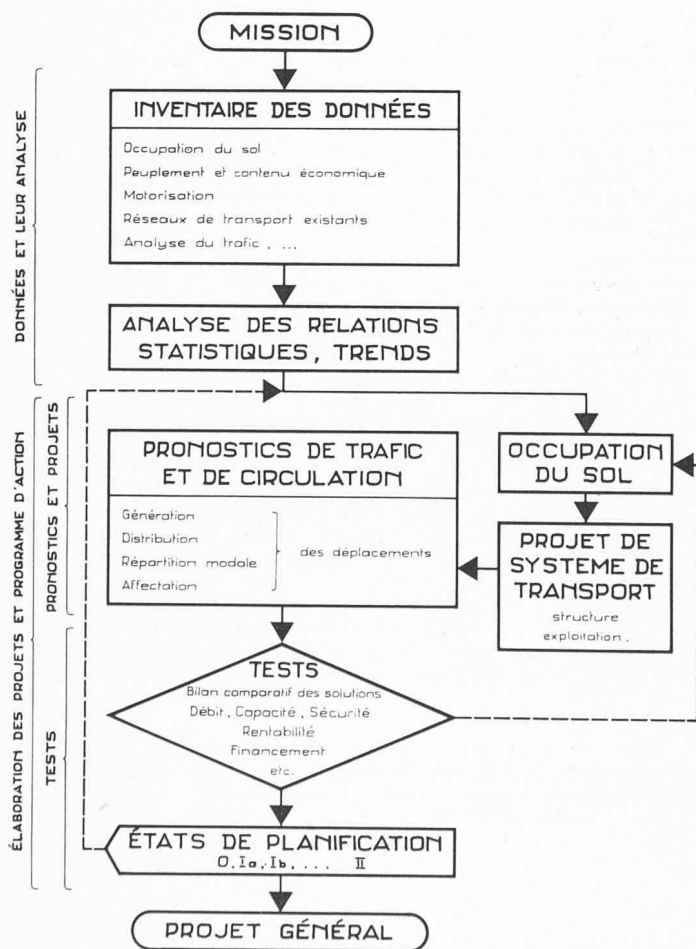 MISSION
DONNÉES ET LEUR ANALYSE
INVENTAIRE DES DONNÉES
Occupation du sol
Peuplement et contenu économique
Motorisation
Réseaux de transport existants
Analyse du trafic , ...
ANALYSE DES RELATIONS
STATISTIQUES, TRENDS
ÉLABORATION DES PROJETS ET PROGRAMME D'ACTION
PRONOSTICS ET PROJETS
PRONOSTICS DE TRAFIC
ET DE CIRCULATION
Génération
Distribution
Répartition modale
Affectation
des déplacements
OCCUPATION
DU SOL
PROJET DE
SYSTEME DE
TRANSPORT
structure
exploitation .
TESTS
TESTS
Bilan comparatif des solutions
Débit , Capacité , Sécurité
Rentabilité
Financement
etc.
ÉTATS DE PLANIFICATION
O, Ia, Ib, . . . . II
PROJET GÉNÉRAL